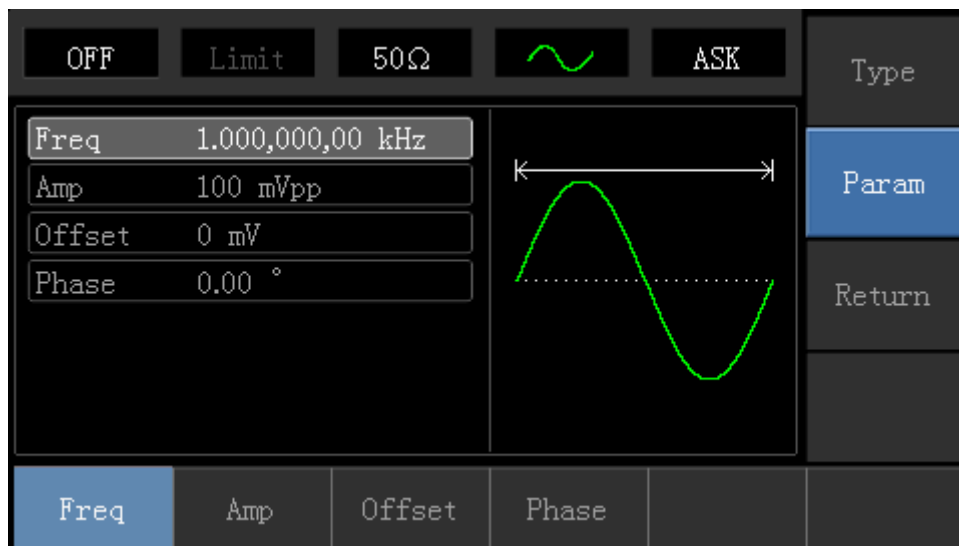 OFF Limit 50Ω ASK
Type
Freq 1.000,000,00 kHz
Amp 100 mVpp
Param
Offset 0 mV
Phase 0.00 °
Return
Freq Amp Offset Phase